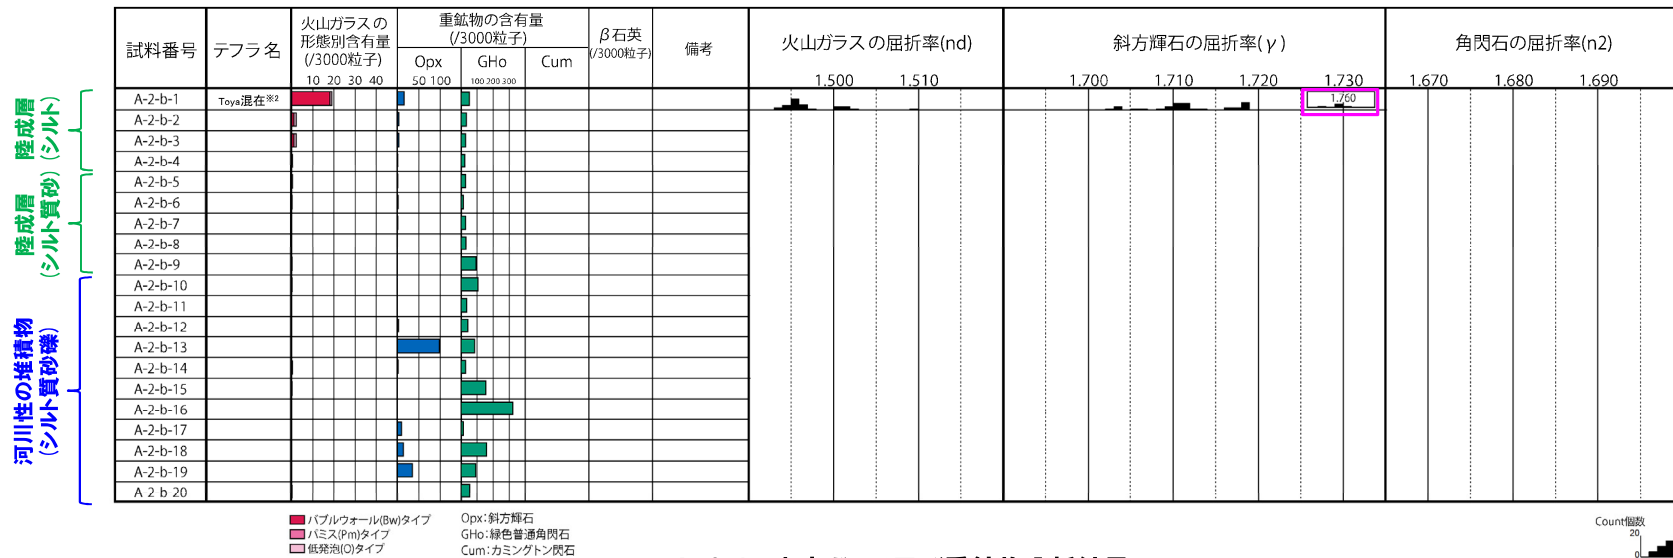 試料番号
テフラ名
火山ガラスの
形態別含有量
(/3000粒子)
10 20 30 40
重鉱物の含有量
(/3000粒子)
Opx
50 100
GHo
100 200 300
Cum
β石英
(/3000粒子)
備考
火山ガラスの屈折率(nd)
1.500 1.510
斜方輝石の屈折率(γ)
1.700 1.710 1.720 1.730
角閃石の屈折率(n2)
1.670 1.680 1.690
陸成層
(シルト)
陸成層
(シルト質砂)
河川性の堆積物
(シルト質砂礫)
A-2-b-1 Toya混在※2
1.760
A-2-b-2
A-2-b-3
A-2-b-4
A-2-b-5
A-2-b-6
A-2-b-7
A-2-b-8
A-2-b-9
A-2-b-10
A-2-b-11
A-2-b-12
A-2-b-13
A-2-b-14
A-2-b-15
A-2-b-16
A-2-b-17
A-2-b-18
A-2-b-19
A-2-b-20
バブルウォール(Bw)タイプ
パミス(Pm)タイプ
低発泡(O)タイプ
Opx:斜方輝石
GHo:緑色普通角閃石
Cum:カミングトン閃石
Count個数
20
0